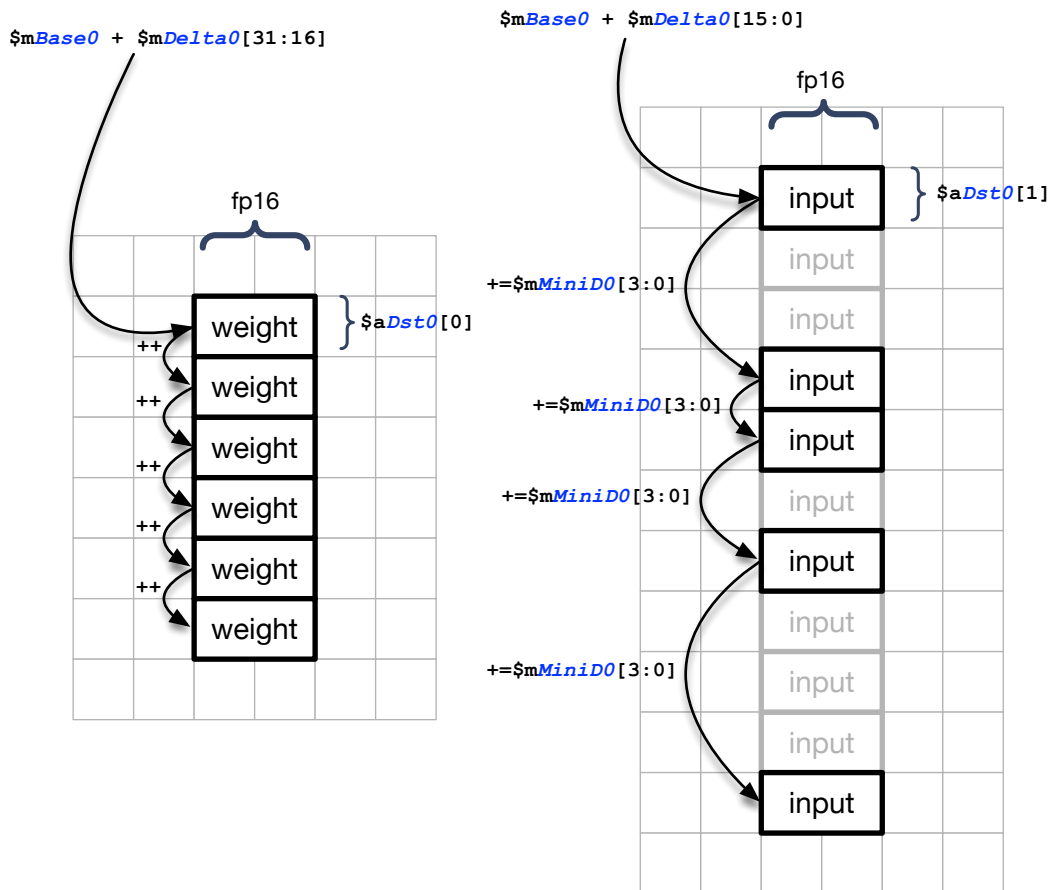 $mBase0 + $mDelta0[31:16]
fp16
weight
$aDst0[0]
++
weight
++
weight
++
weight
++
weight
++
weight
$mBase0 + $mDelta0[15:0]
fp16
input
$aDst0[1]
input
+=$mMiniD0[3:0]
input
input
+=$mMiniD0[3:0]
input
+=$mMiniD0[3:0]
input
input
input
+=$mMiniD0[3:0]
input
input
input